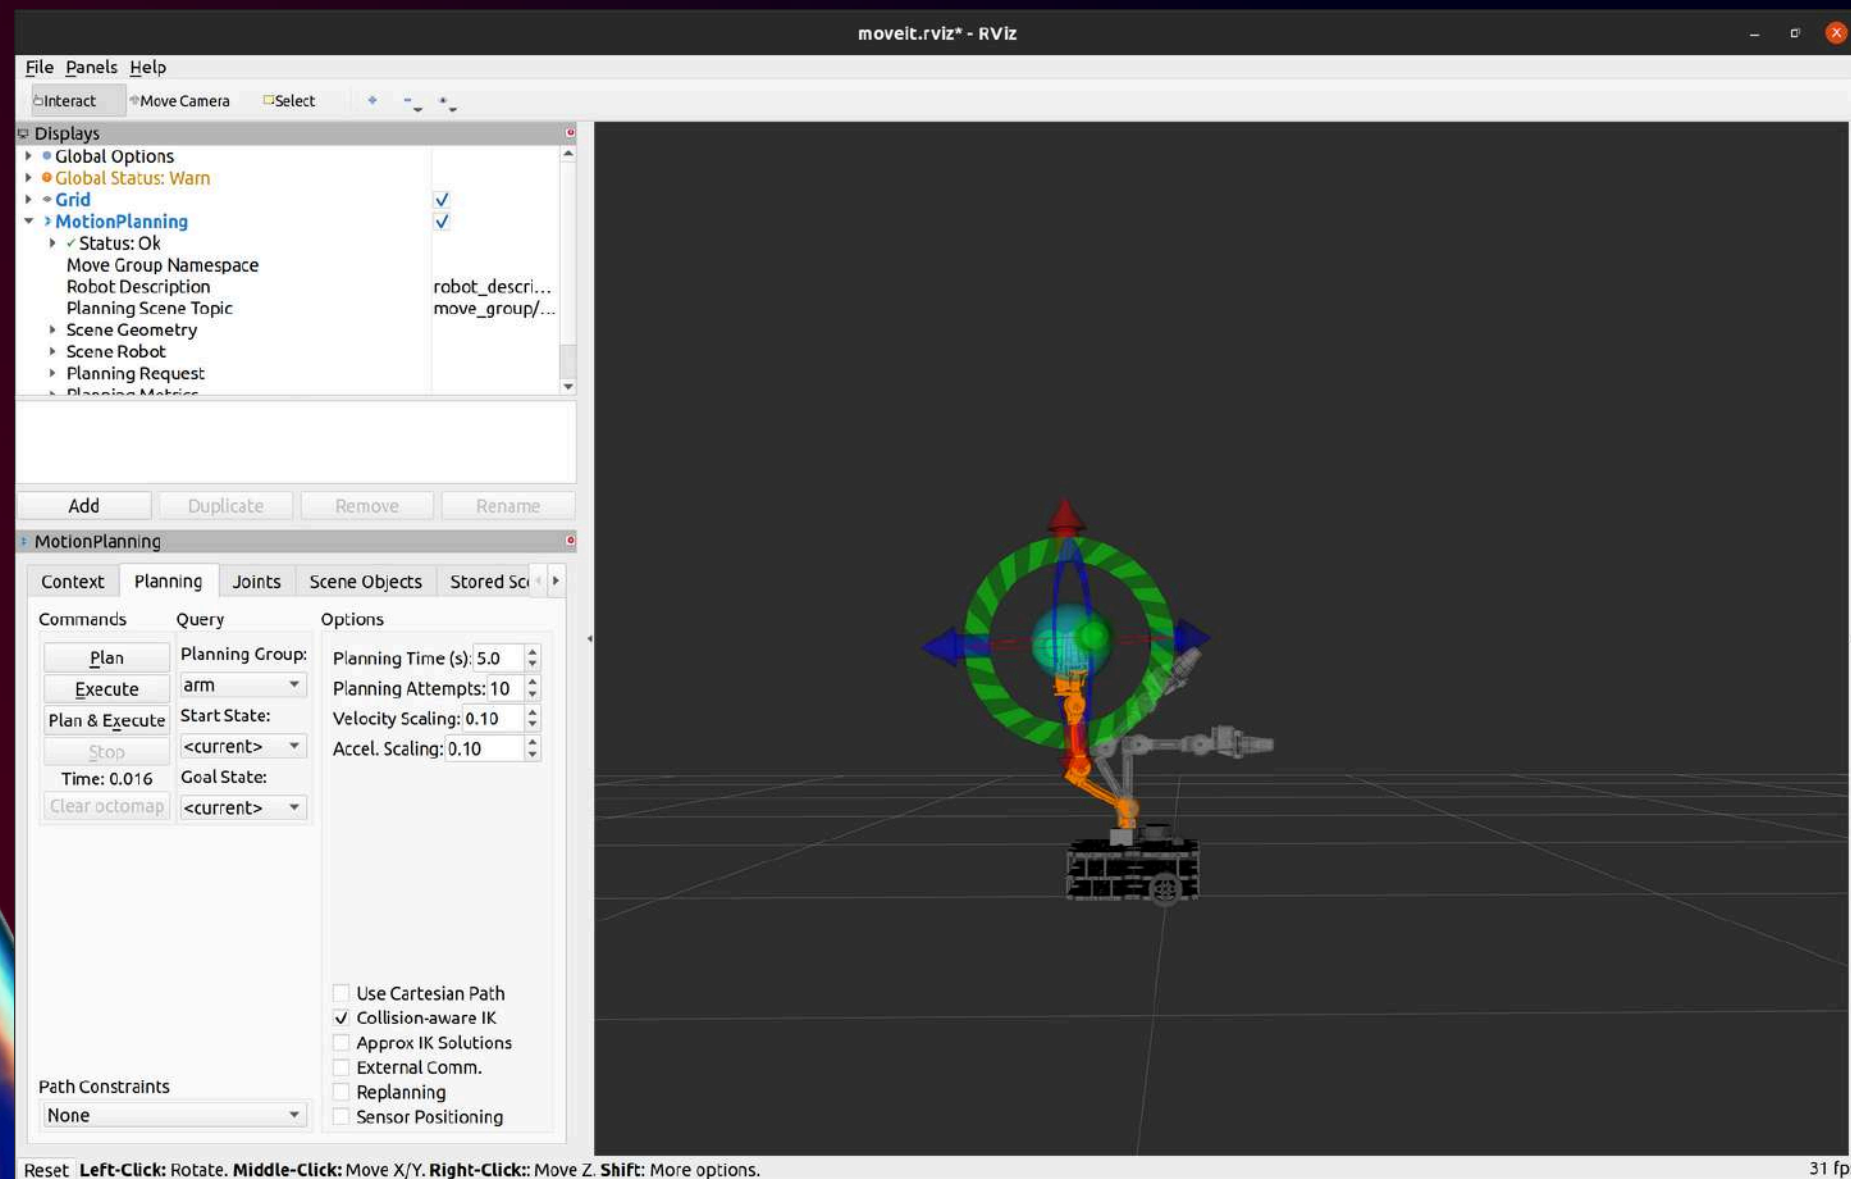 moveit.rviz* - RViz
File Panels Help
Interact Move Camera Select
Displays
Global Options
Global Status: Warn
Grid
MotionPlanning
Status: Ok
Move Group Namespace
Robot Description robot_descri...
Planning Scene Topic move_group/...
Scene Geometry
Scene Robot
Planning Request
Planning Metrics
Add Duplicate Remove Rename
MotionPlanning
Context Planning Joints Scene Objects Stored Sc
Commands Query Options
Plan Planning Group: Planning Time (s): 5.0
Execute arm Planning Attempts: 10
Plan & Execute Start State: Velocity Scaling: 0.10
Stop <current> Accel. Scaling: 0.10
Time: 0.016 Goal State:
Clear octomap <current>
Use Cartesian Path
Collision-aware IK
Approx IK Solutions
External Comm.
Path Constraints Replanning
None Sensor Positioning
Reset Left-Click: Rotate. Middle-Click: Move X/Y. Right-Click:: Move Z. Shift: More options. 31 fp